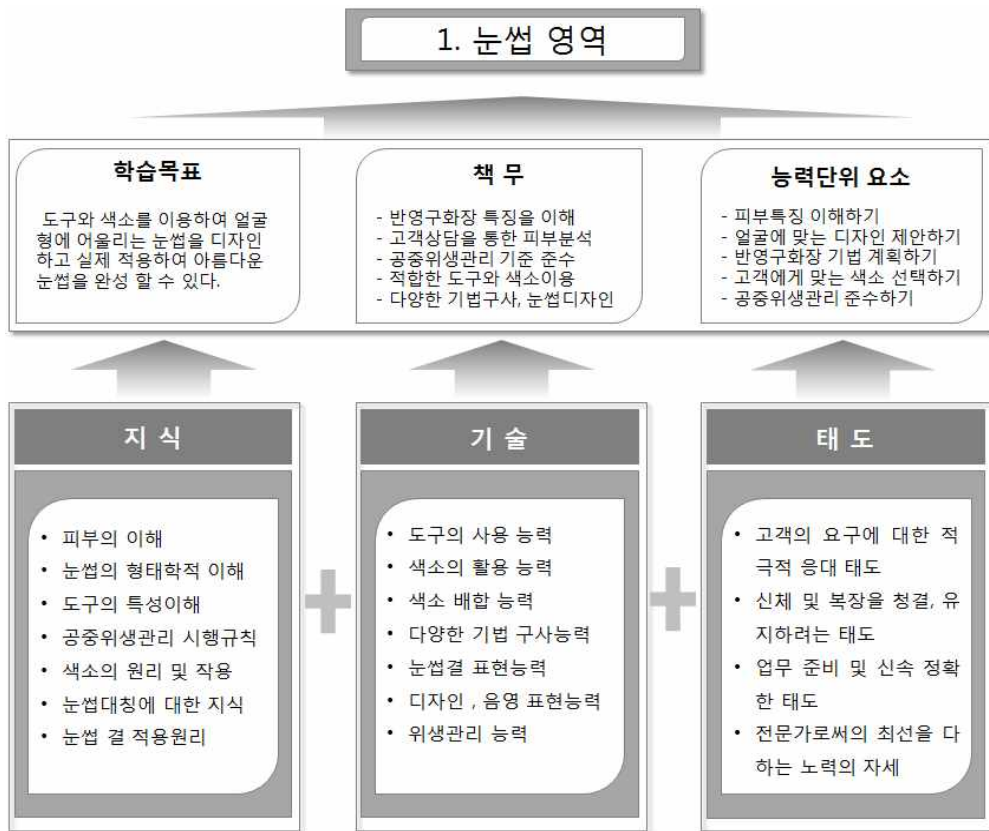 1. 눈썹 영역
학습목표
도구와 색소를 이용하여 얼굴
형에 어울리는 눈썹을 디자인
하고 실제 적용하여 아름다운
눈썹을 완성 할 수 있다.
책 무
- 반영구화장 특징을 이해
- 고객상담을 통한 피부분석
- 공중위생관리 기준 준수
- 적합한 도구와 색소이용
- 다양한 기법구사, 눈썹디자인
능력단위 요소
- 피부특징 이해하기
- 얼굴에 맞는 디자인 제안하기
- 반영구화장 기법 계획하기
- 고객에게 맞는 색소 선택하기
- 공중위생관리 준수하기
지 식
• 피부의 이해
• 눈썹의 형태학적 이해
• 도구의 특성이해
• 공중위생관리 시행규칙
• 색소의 원리 및 작용
• 눈썹대칭에 대한 지식
• 눈썹 결 적용원리
기 술
• 도구의 사용 능력
• 색소의 활용 능력
• 색소 배합 능력
• 다양한 기법 구사능력
• 눈썹결 표현능력
• 디자인 , 음영 표현능력
• 위생관리 능력
태 도
• 고객의 요구에 대한 적
극적 응대 태도
• 신체 및 복장을 청결, 유
지하려는 태도
• 업무 준비 및 신속 정확
한 태도
• 전문가로써의 최선을 다
하는 노력의 자세